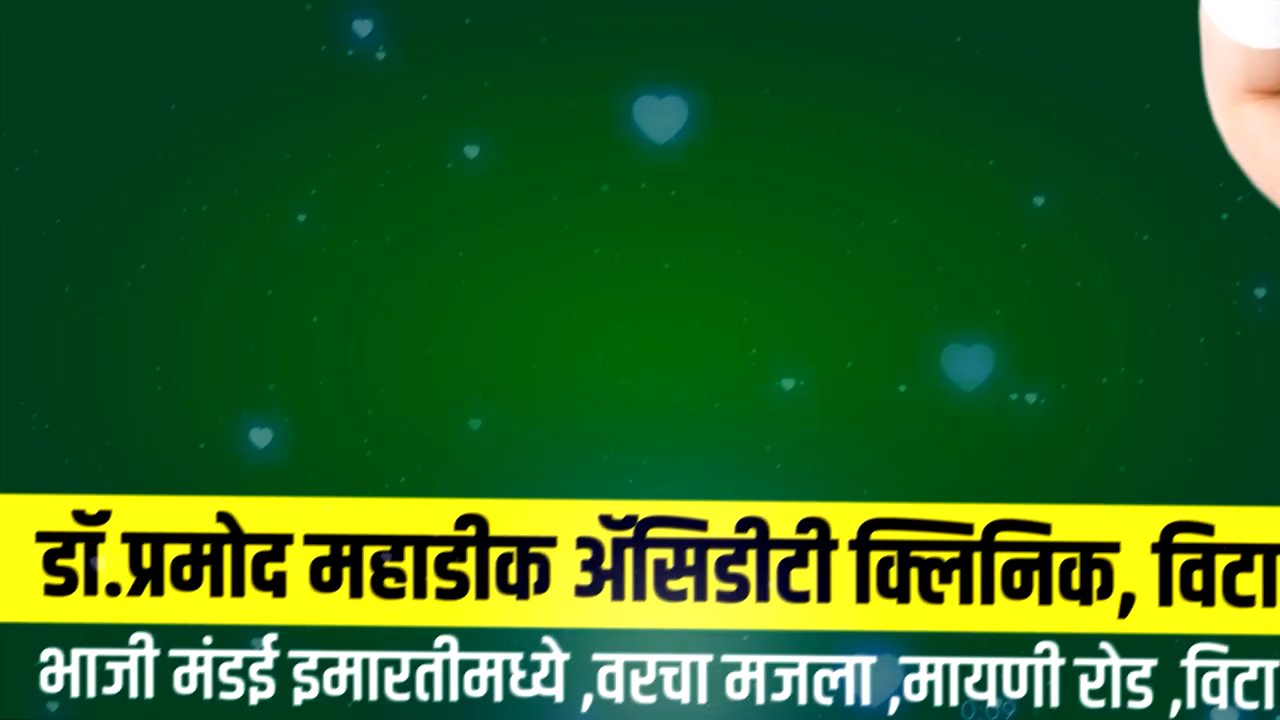 डॉ.प्रमोद महाडीक ॲसिडीटी क्लिनिक, विटा
भाजी मंडई इमारतीमध्ये ,वरचा मजला ,मायणी रोड ,विटा